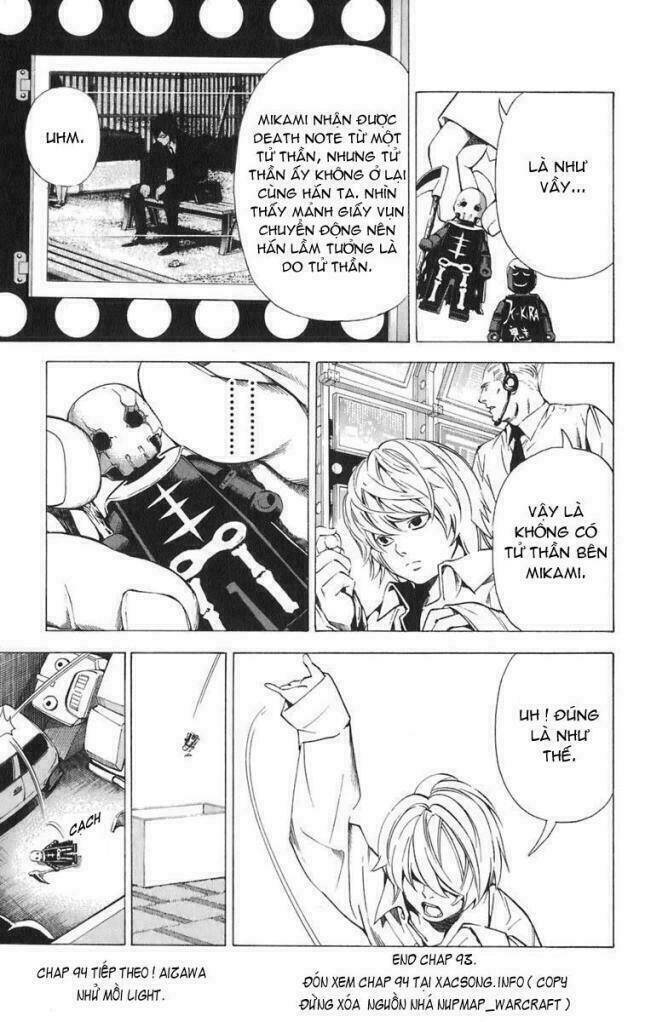 LÀ NHƯ
VẦY...
MIKAMI NHẬN ĐƯỢC
DEATH NOTE TỪ MỘT
TỬ THẦN, NHƯNG TỬ
THẦN ẤY KHÔNG Ở LẠI
CÙNG HẮN TA. NHÌN
THẤY MẢNH GIẤY VỤN
CHUYỂN ĐỘNG NÊN
HẮN LẦM TƯỞNG LÀ
DO TỬ THẦN.
UHM.
X-KIRA
VẬY LÀ
KHÔNG CÓ
TỬ THẦN BÊN
MIKAMI.
UH ! ĐÚNG
LÀ NHƯ
THẾ.
CẠCH
END CHAP 93.
ĐÓN XEM CHAP 94 TẠI XACSONG.INFO ( COPY
ĐỪNG XÓA NGUỒN NHÁ NUPMAP_WARCRAFT )
CHAP 94 TIẾP THEO ! AIZAWA
NHỬ MỒI LIGHT.